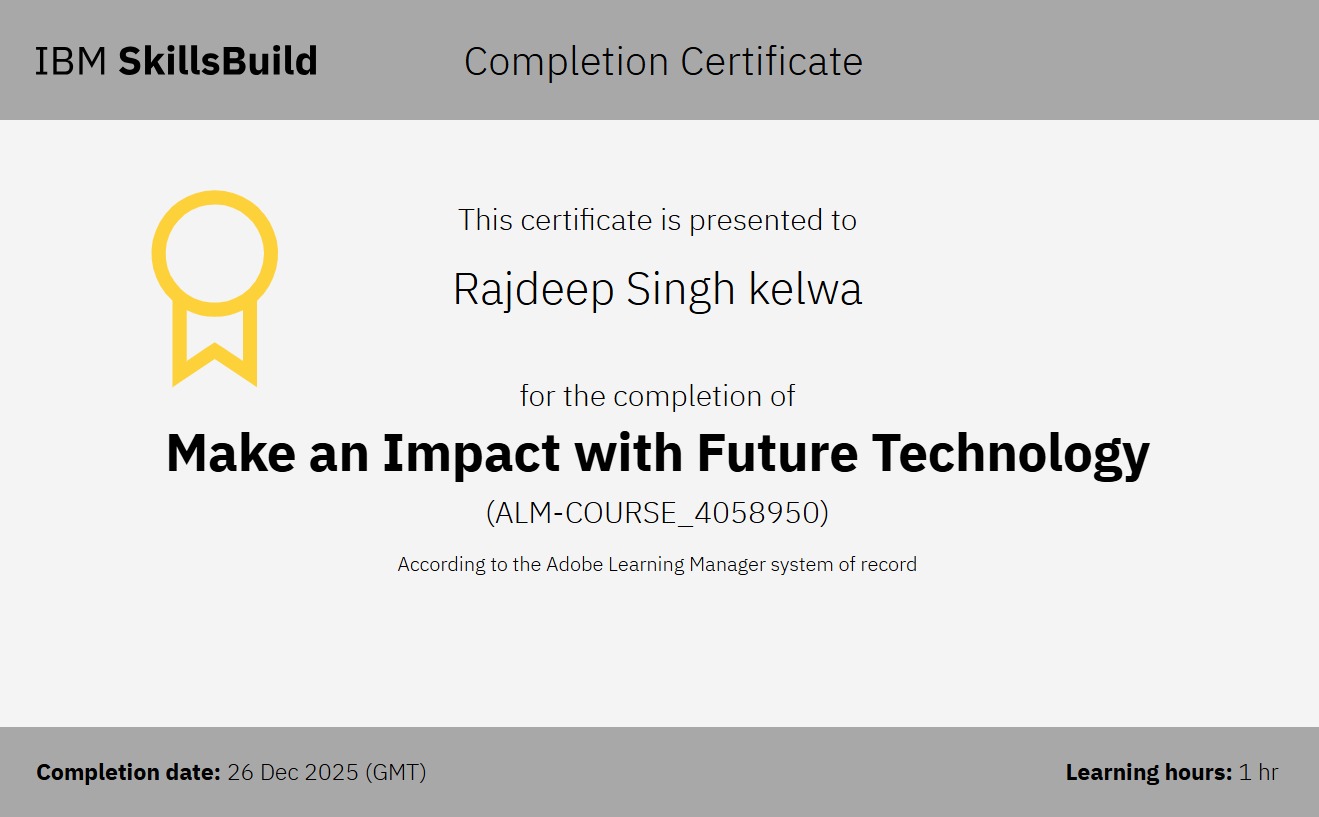 IBM SkillsBuild
Completion Certificate
This certificate is presented to
Rajdeep Singh kelwa
for the completion of
Make an Impact with Future Technology
(ALM-COURSE_4058950)
According to the Adobe Learning Manager system of record
Completion date: 26 Dec 2025 (GMT)
Learning hours: 1 hr